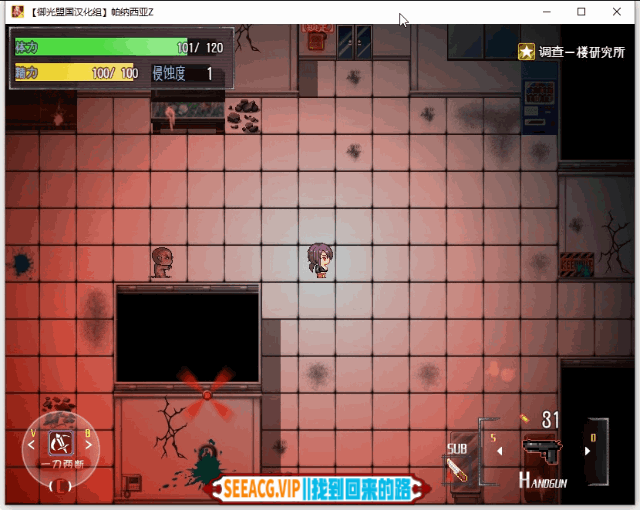 【御光盟国汉化组】帕纳西亚Z
体力 101/ 120
精力 100/ 100 侵蚀度 1
调查一楼研究所
31
V B
SUB
5 0
一刀两断
HANDGUN
SEEACG.VIP||找到回来的路